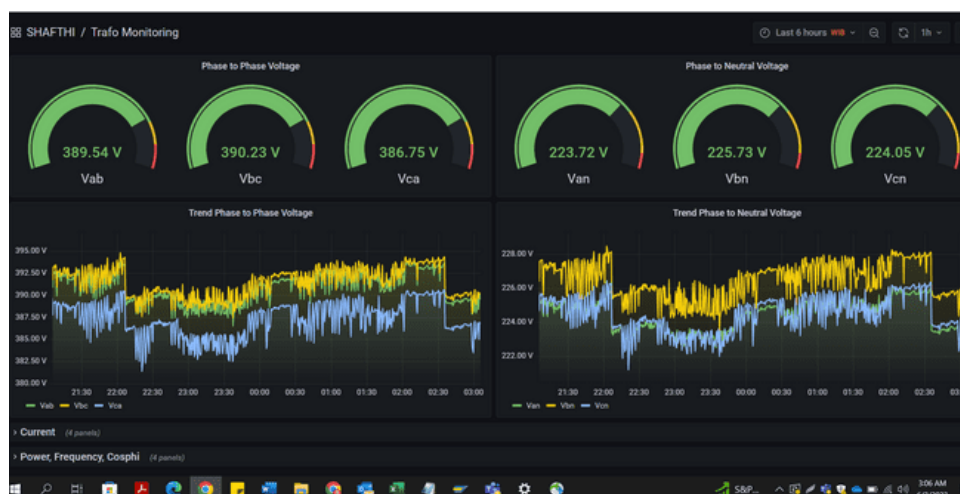 SHAFTHI / Trafo Monitoring
Last 6 hours WIB
1h
Phase to Phase Voltage
389.54 V
390.23 V
386.75 V
Vab
Vbc
Vca
Phase to Neutral Voltage
223.72 V
225.73 V
224.05 V
Van
Vbn
Vcn
Trend Phase to Phase Voltage
395.00 V
392.50 V
390.00 V
387.50 V
385.00 V
382.50 V
380.00 V
21:30 22:00 22:30 23:00 23:30 00:00 00:30 01:00 01:30 02:00 02:30 03:00
Vab Vbc Vca
Trend Phase to Neutral Voltage
228.00 V
226.00 V
224.00 V
222.00 V
21:30 22:00 22:30 23:00 23:30 00:00 00:30 01:00 01:30 02:00 02:30
Van Vbn Vcn
Current (4 panels)
Power, Frequency, Cosphi (4 panels)
S&P...
3:06 AM